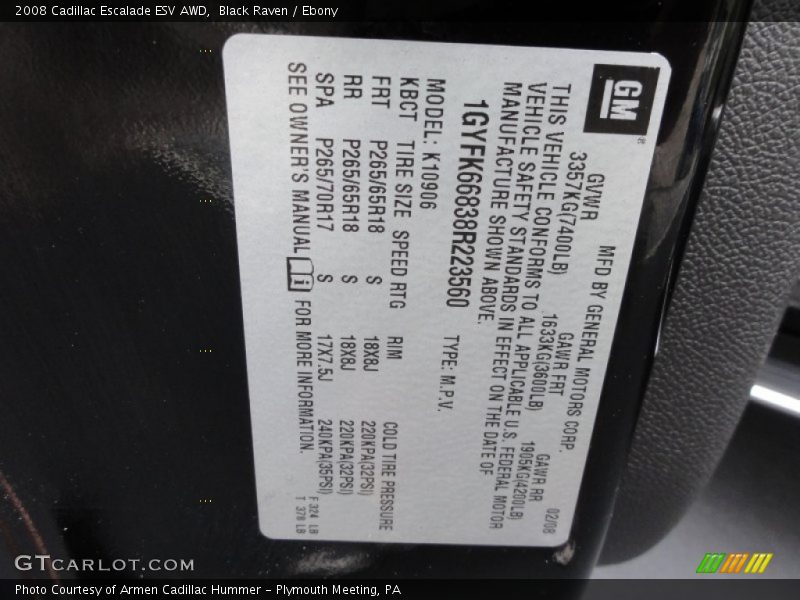 2008 Cadillac Escalade ESV AWD, Black Raven / Ebony
GM
MFD BY GENERAL MOTORS CORP.
02/08
GVWR GAWR FRT GAWR RR
3357KG(7400LB) 1633KG(3600LB) 1905KG(4200LB)
THIS VEHICLE CONFORMS TO ALL APPLICABLE U.S. FEDERAL MOTOR
VEHICLE SAFETY STANDARDS IN EFFECT ON THE DATE OF
MANUFACTURE SHOWN ABOVE.
1GYFK66838R223560 TYPE: M.P.V.
MODEL: K10906
KBCT TIRE SIZE SPEED RTG RIM COLD TIRE PRESSURE
FRT P265/65R18 S 18X8J 220KPA(32PSI)
RR P265/65R18 S 18X8J 220KPA(32PSI)
SPA P265/70R17 S 17X7.5J 240KPA(35PSI)
SEE OWNER'S MANUAL i FOR MORE INFORMATION.
F 324 LB
T 378 LB
GTCARLOT.COM
Photo Courtesy of Armen Cadillac Hummer - Plymouth Meeting, PA